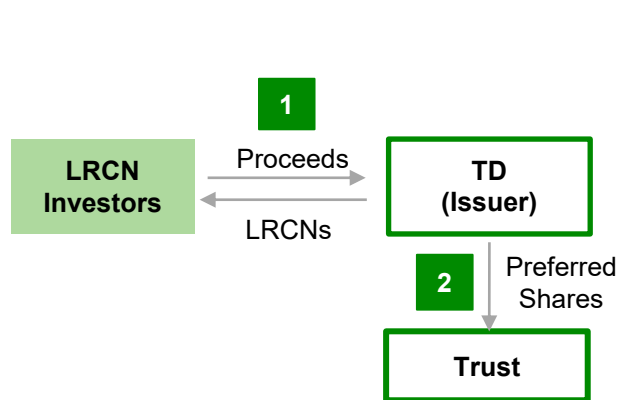 1
Proceeds
LRCN
Investors
TD
(Issuer)
LRCNs
2
Preferred
Shares
Trust